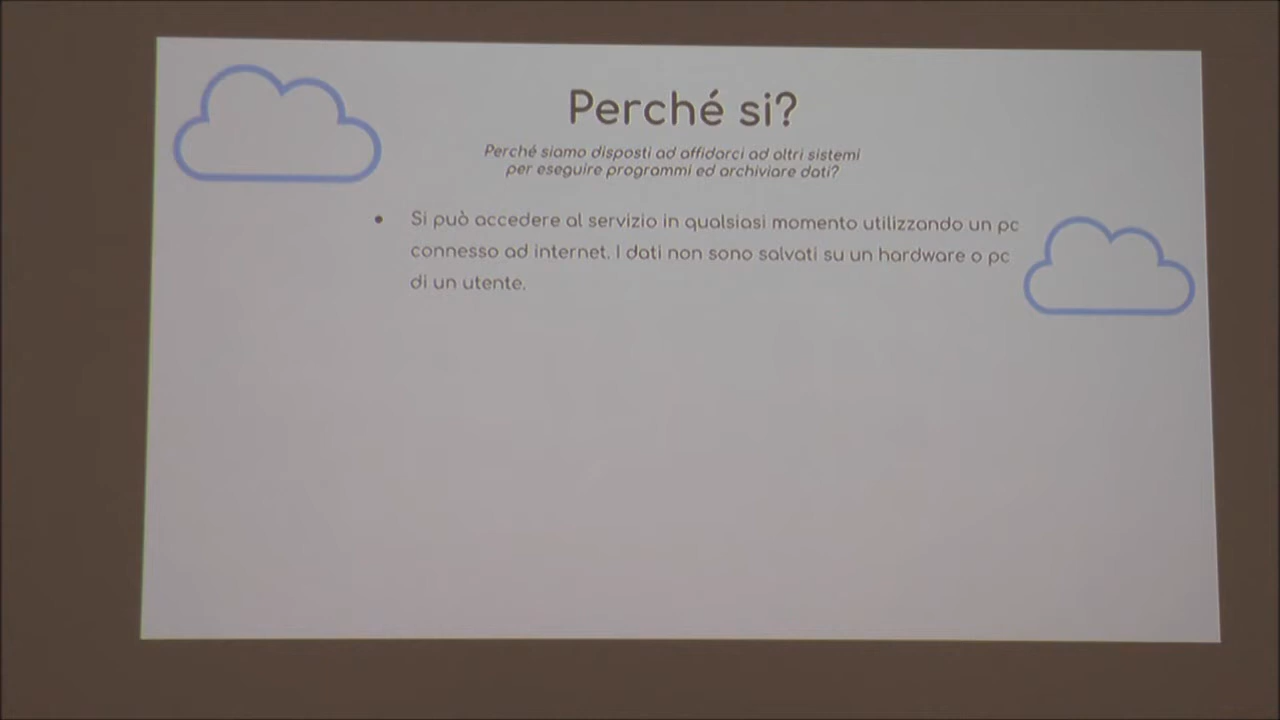 Perché si?
Perché siamo disposti ad affidarci ad altri sistemi
per eseguire programmi ed archiviare dati?
• Si può accedere al servizio in qualsiasi momento utilizzando un pc
connesso ad internet. I dati non sono salvati su un hardware o pc
di un utente.